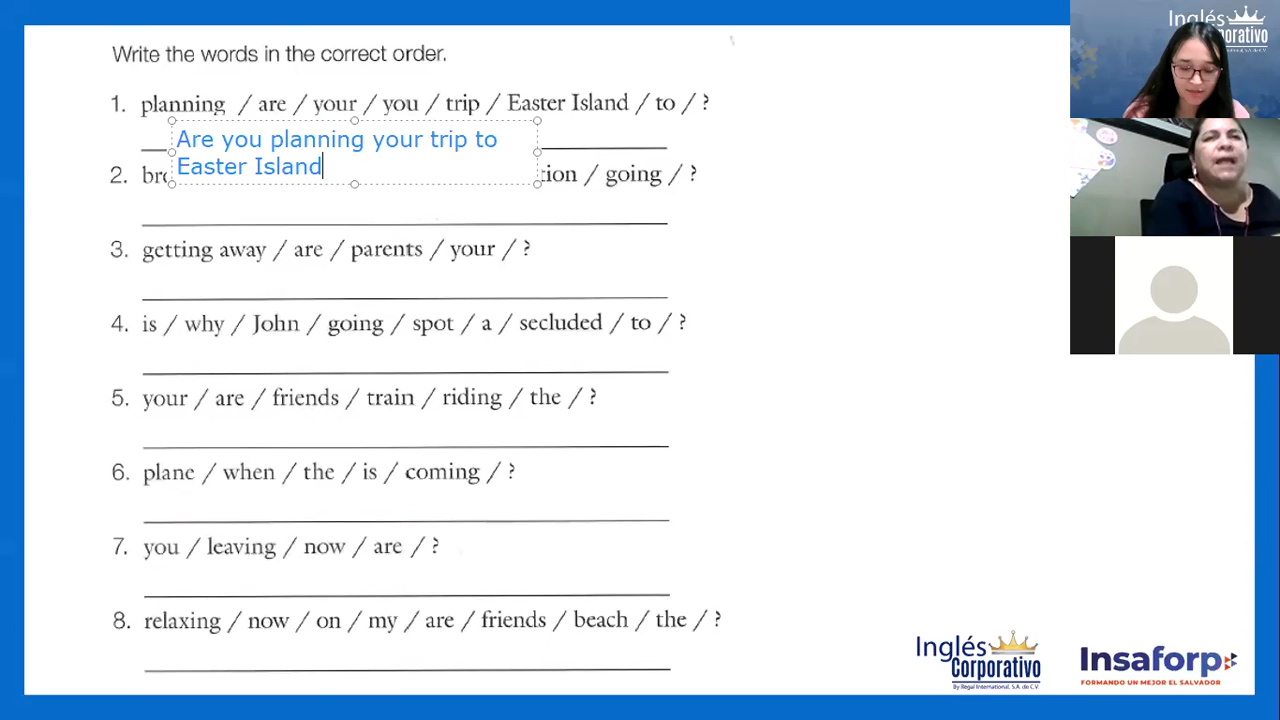 Write the words in the correct order.
1. planning / are / your / you / trip / Easter Island / to / ?
Are you planning your trip to
Easter Island
2. / going / ?
3. getting away / are / parents / your / ?
4. is / why / John / going / spot / a / secluded / to / ?
5. your / are / friends / train / riding / the / ?
6. plane / when / the / is / coming / ?
7. you / leaving / now / are / ?
8. relaxing / now / on / my / are / friends / beach / the / ?
Inglés
Corporativo
By Regal International, S.A. de C.V.
Insaforp
FORMANDO UN MEJOR EL SALVADOR
Inglés